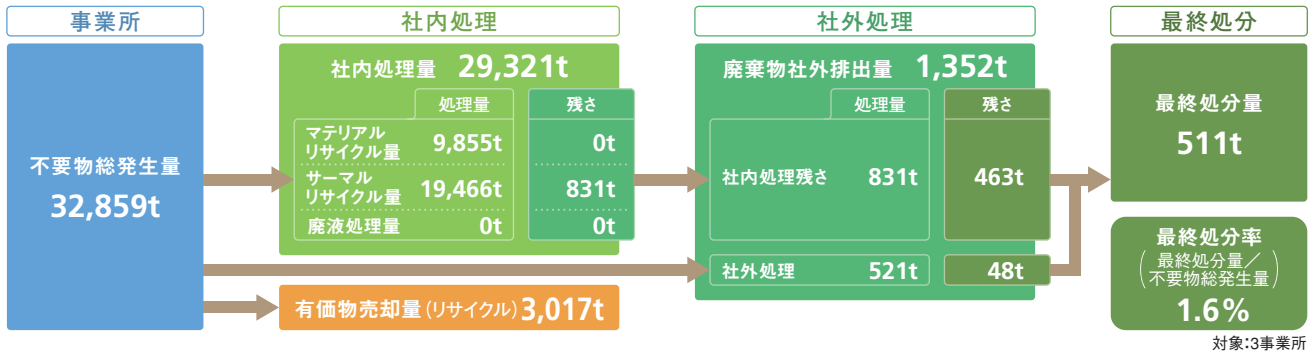 事業所
不要物総発生量
32,859t
社内処理
社内処理量 29,321t
処理量 残さ
マテリアル
リサイクル量 9,855t 0t
サーマル
リサイクル量 19,466t 831t
廃液処理量 0t 0t
有価物売却量(リサイクル)3,017t
社外処理
廃棄物社外排出量 1,352t
処理量 残さ
社内処理残さ 831t 463t
社外処理 521t 48t
最終処分
最終処分量
511t
最終処分率
(最終処分量/
不要物総発生量)
1.6%
対象:3事業所